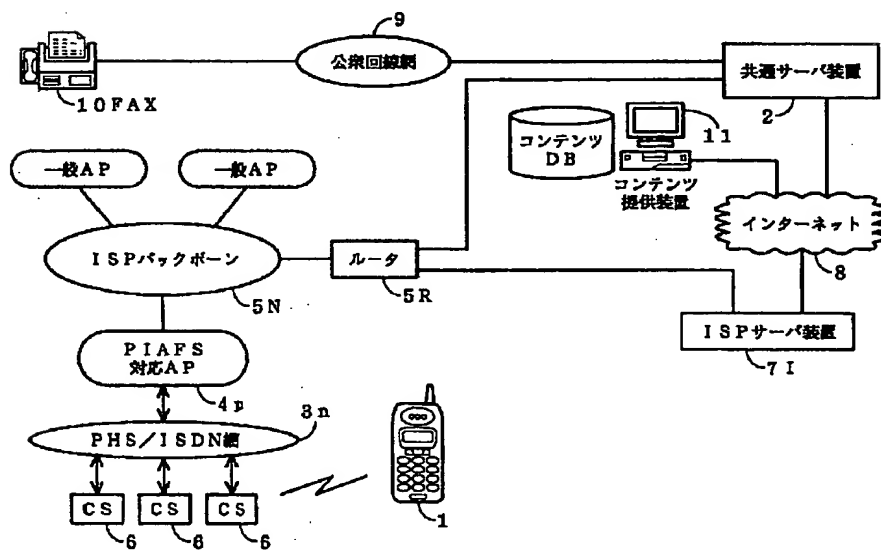 9
公衆回線網
10FAX
共通サーバ装置
2
11
コンテンツ
DB
コンテンツ
提供装置
一般AP
一般AP
インターネット
8
ISPバックボーン
5N
ルータ
5R
ISPサーバ装置
7I
PIAFS
対応AP
4p
3n
PHS/ISDN網
CS
CS
CS
6
6
6
1